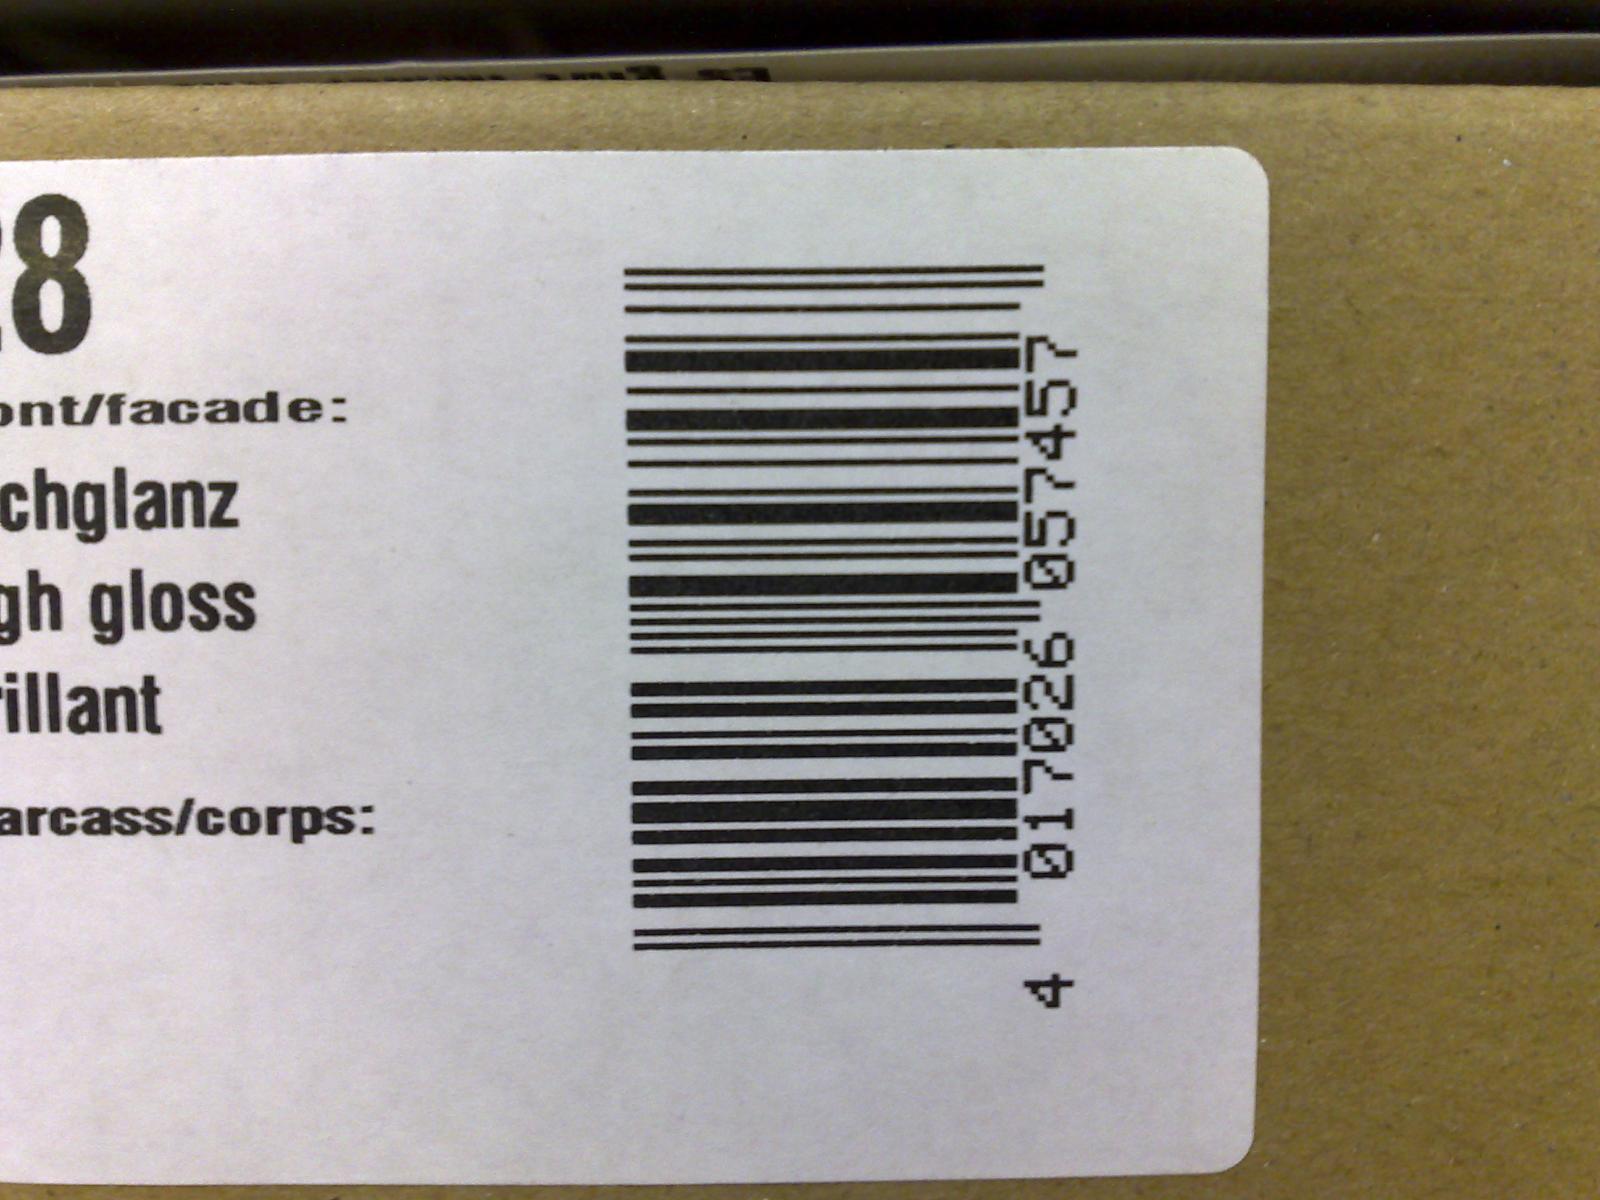 28
ont/facade:
chglanz
gh gloss
rillant
arcass/corps:
4 017026 057457